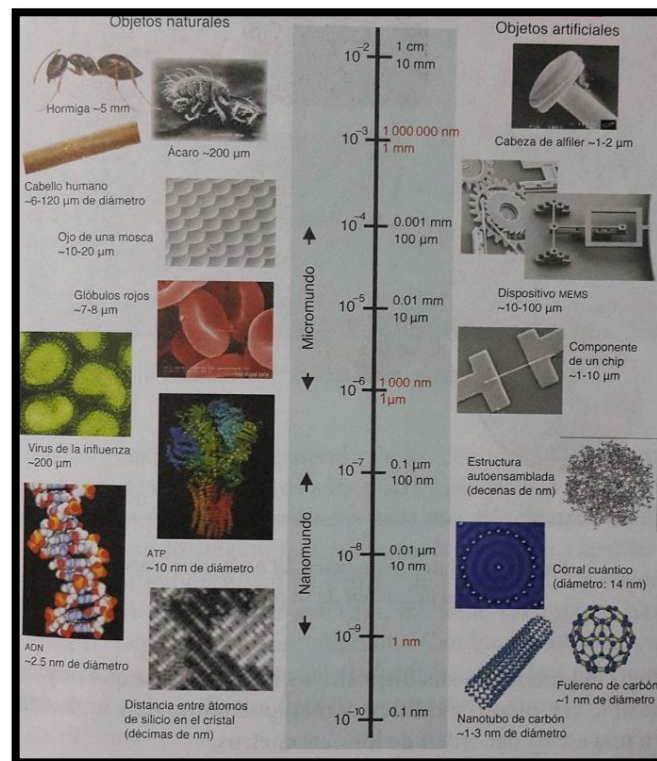 Objetos naturales
Hormiga ~5 mm
Ácaro ~200 µm
Cabello humano
~6-120 µm de diámetro
Ojo de una mosca
~10-20 µm
Glóbulos rojos
~7-8 µm
Virus de la influenza
~200 µm
ATP
~10 nm de diámetro
ADN
~2.5 nm de diámetro
Distancia entre átomos
de silicio en el cristal
(décimas de nm)
Micromundo
Nanomundo
10⁻² 1 cm
10 mm
10⁻³ 1 000 000 nm
1 mm
10⁻⁴ 0.001 mm
100 µm
10⁻⁵ 0.01 mm
10 µm
10⁻⁶ 1 000 nm
1µm
10⁻⁷ 0.1 µm
100 nm
10⁻⁸ 0.01 µm
10 nm
10⁻⁹ 1 nm
10⁻¹⁰ 0.1 nm
Objetos artificiales
Cabeza de alfiler ~1-2 µm
Dispositivo MEMS
~10-100 µm
Componente
de un chip
~1-10 µm
Estructura
autoensamblada
(decenas de nm)
Corral cuántico
(diámetro: 14 nm)
Fulereno de carbón
~1 nm de diámetro
Nanotubo de carbón
~1-3 nm de diámetro